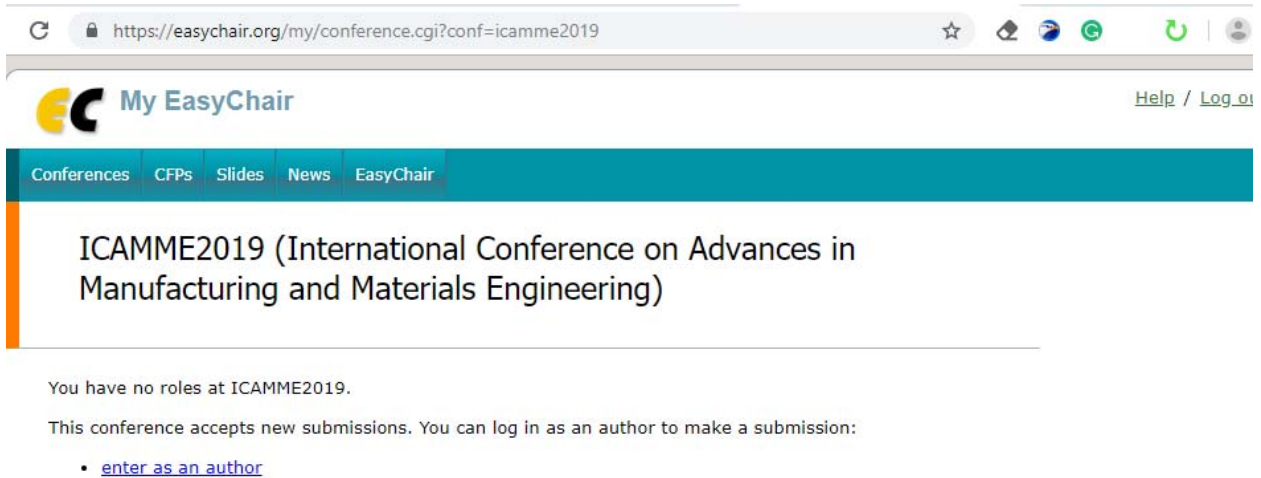 https://easychair.org/my/conference.cgi?conf=icamme2019
EC My EasyChair
Help / Log ou
Conferences CFPs Slides News EasyChair
ICAMME2019 (International Conference on Advances in
Manufacturing and Materials Engineering)
You have no roles at ICAMME2019.
This conference accepts new submissions. You can log in as an author to make a submission:
• enter as an author